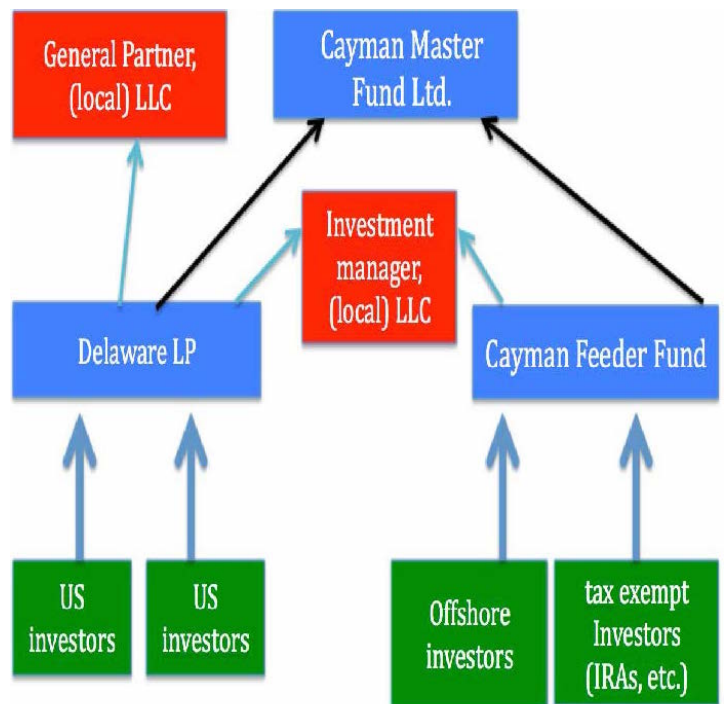 General Partner,
(local) LLC
Cayman Master
Fund Ltd.
Investment
manager,
(local) LLC
Delaware LP
Cayman Feeder Fund
US
investors
US
investors
Offshore
investors
tax exempt
Investors
(IRAs, etc.)